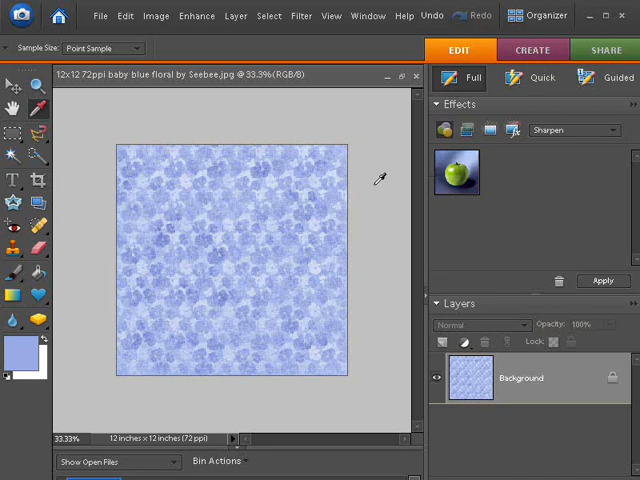 File Edit Image Enhance Layer Select Filter View Window Help Undo Redo Organizer
Sample Size: Point Sample
EDIT CREATE SHARE
12x12 72ppi baby blue floral by Seebee.jpg @ 33.3% (RGB/8)
Full Quick Guided
Effects
Sharpen
Apply
Layers
Normal Opacity: 100%
Lock:
Background
33.33% 12 inches × 12 inches (72 ppi)
Show Open Files Bin Actions